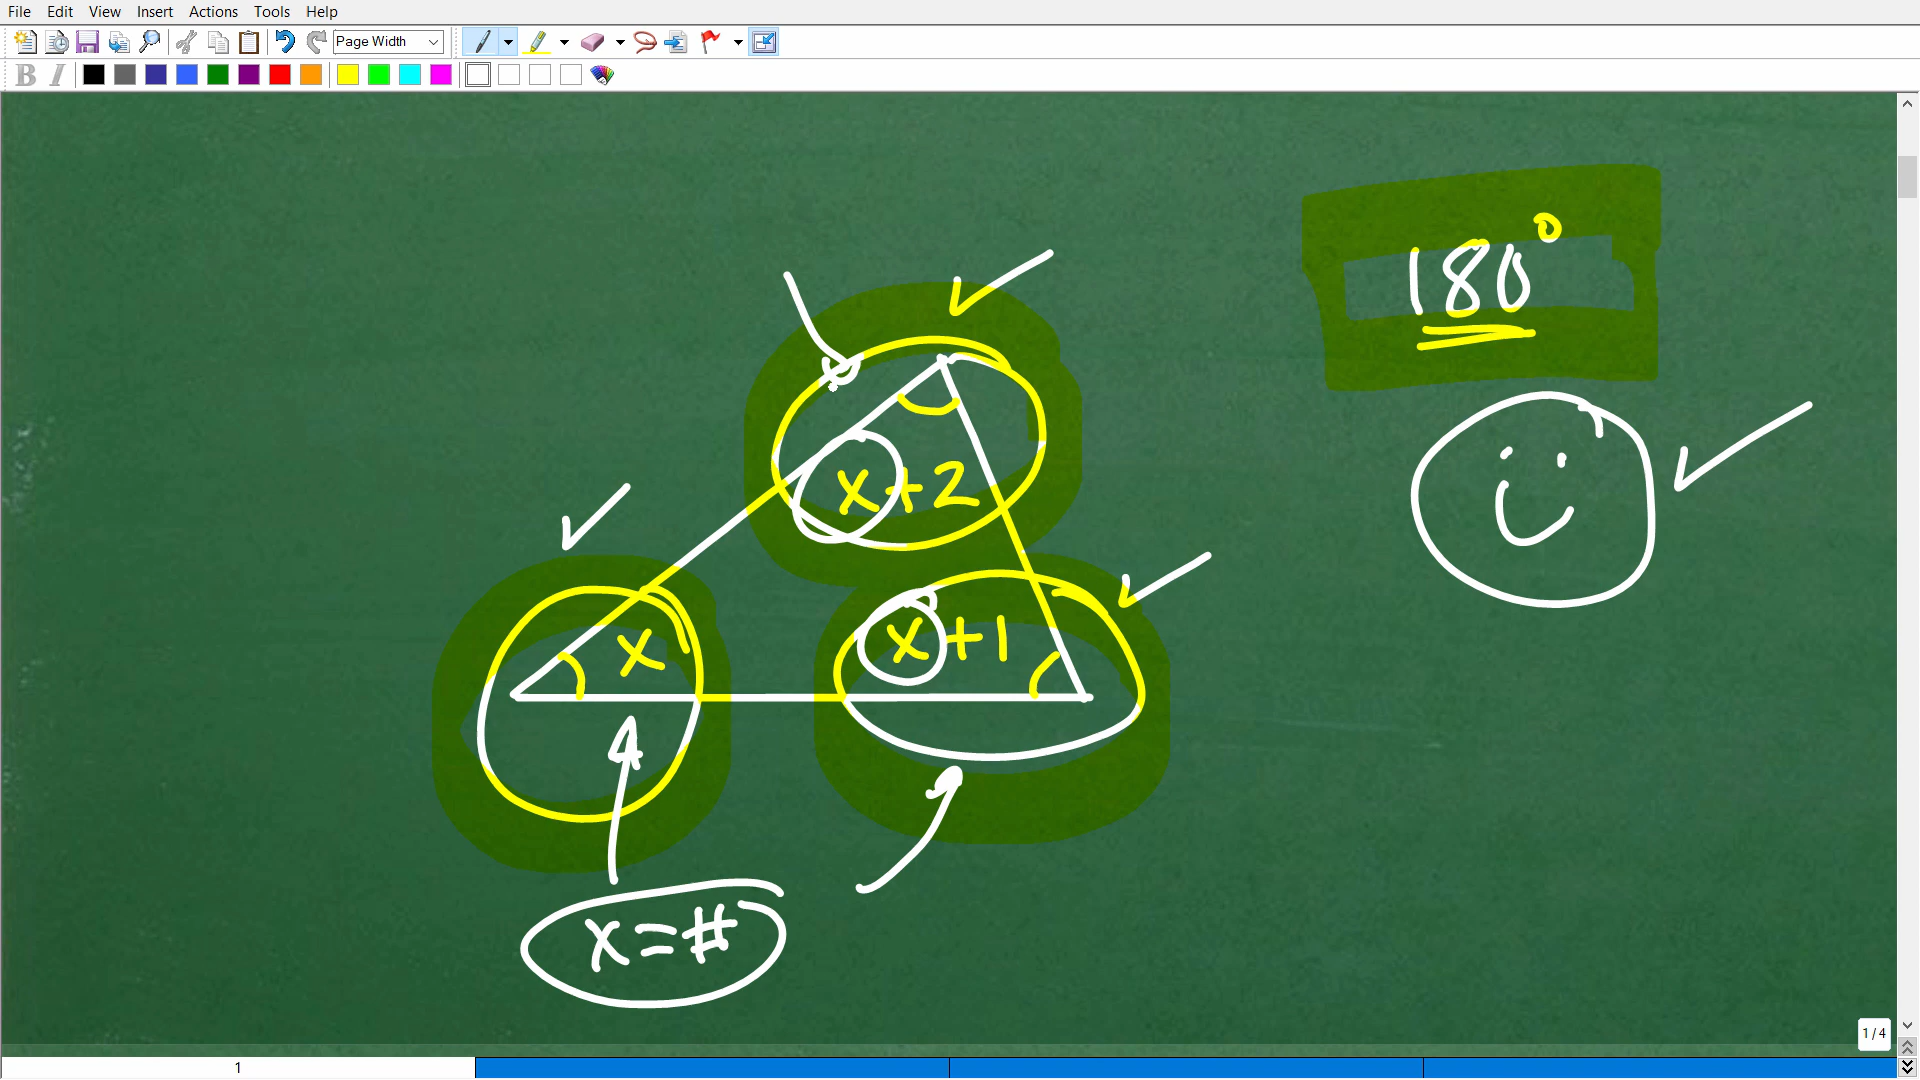 File Edit View Insert Actions Tools Help
Page Width
B I
180°
x+2
x
x+1
x=#
1/4
1